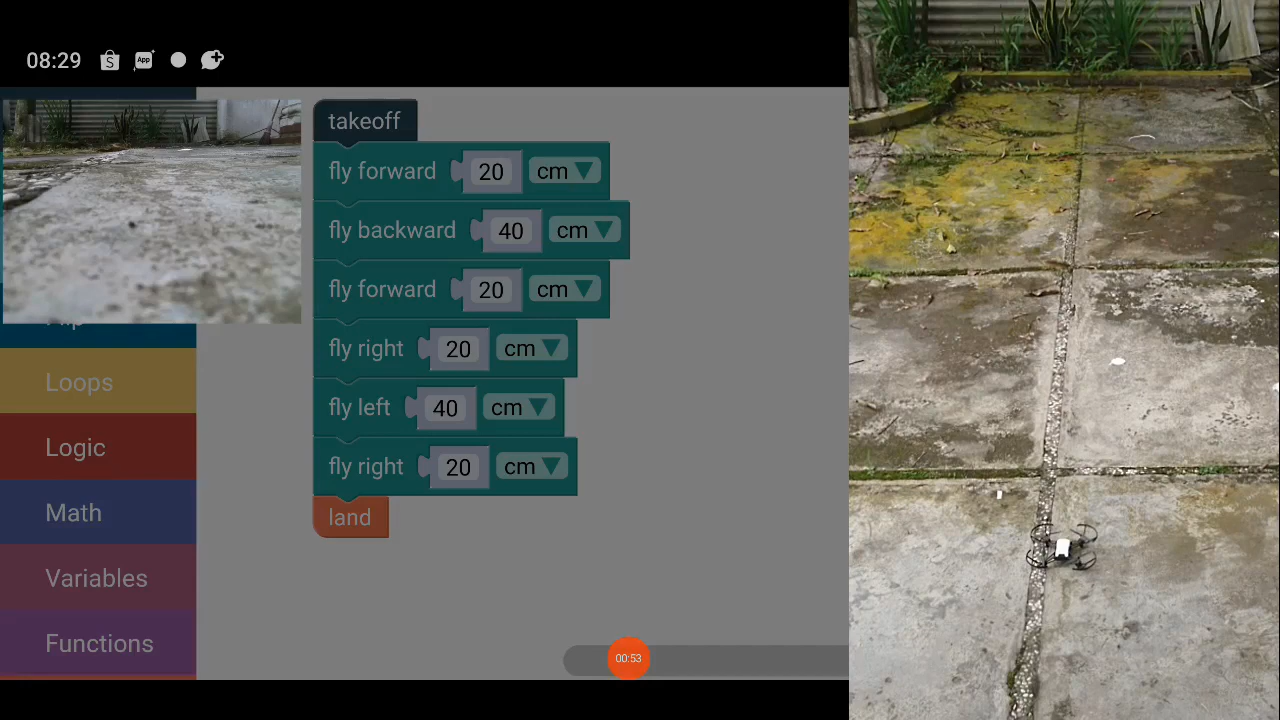 08:29
App
takeoff
fly forward 20 cm
fly backward 40 cm
fly forward 20 cm
fly right 20 cm
fly left 40 cm
fly right 20 cm
land
Loops
Logic
Math
Variables
Functions
00:53